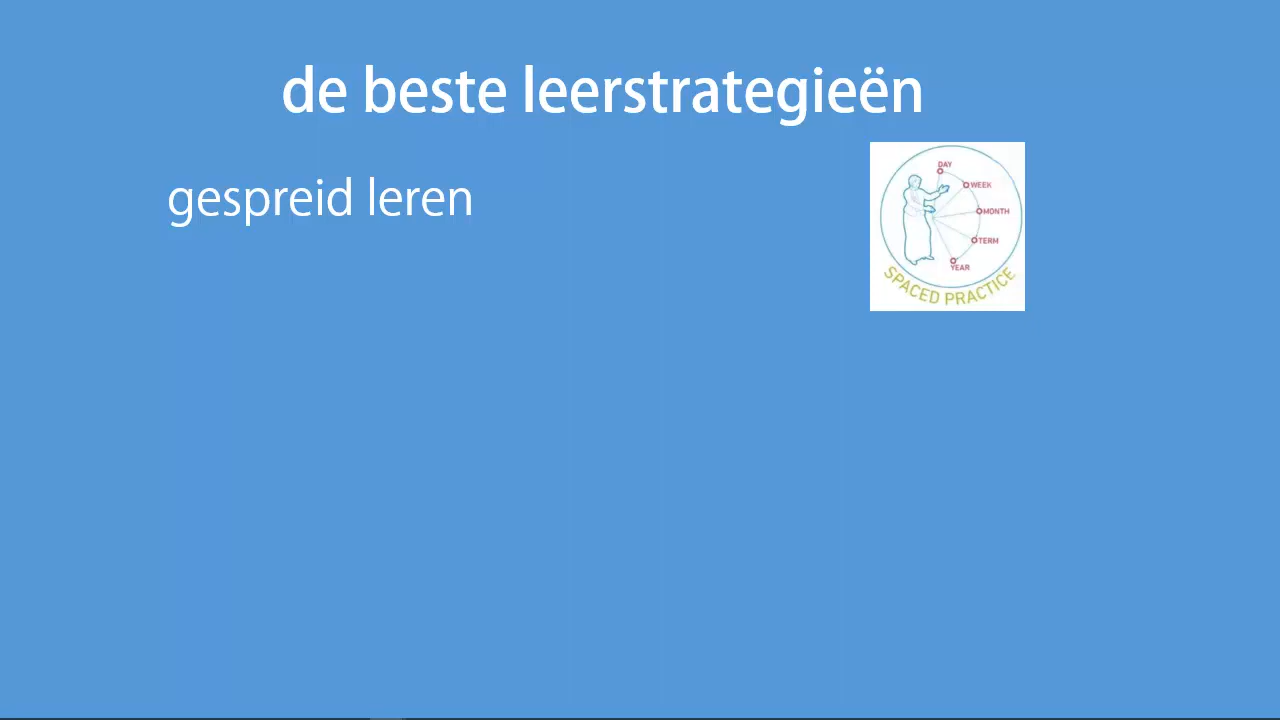 de beste leerstrategieën
gespreid leren
DAY
WEEK
MONTH
TERM
YEAR
SPACED PRACTICE